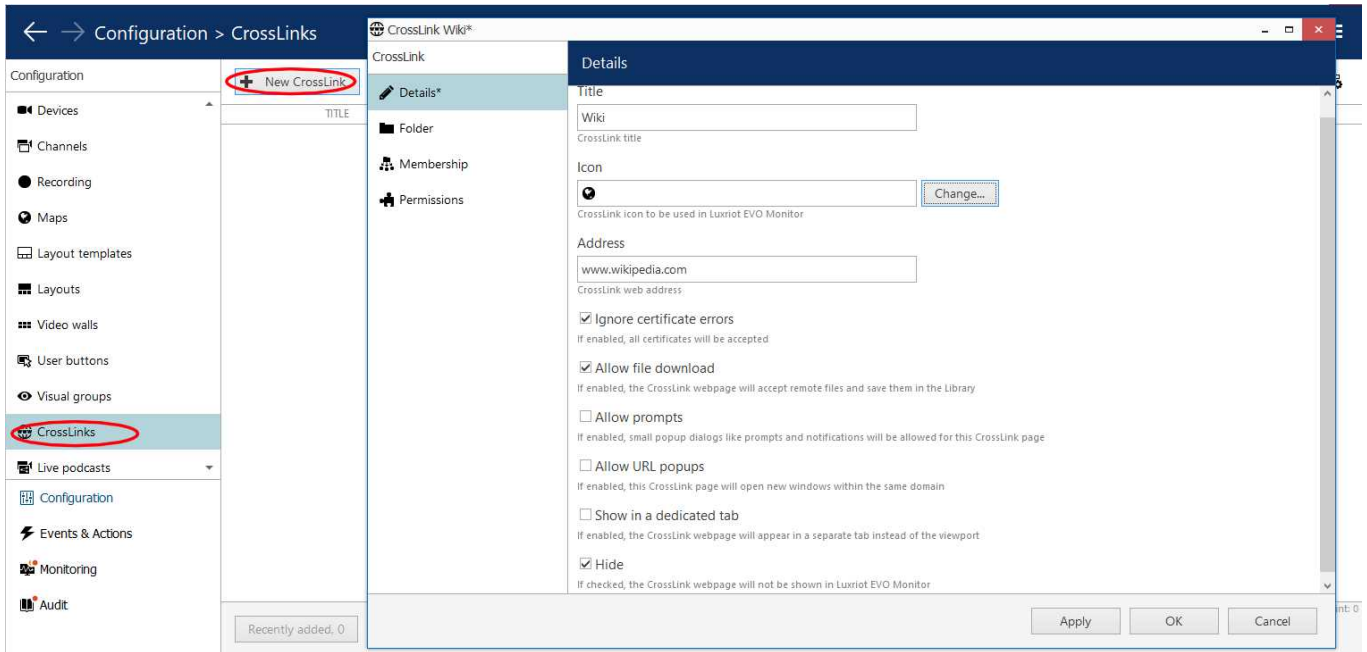 Configuration > CrossLinks
Configuration
Devices
Channels
Recording
Maps
Layout templates
Layouts
Video walls
User buttons
Visual groups
CrossLinks
Live podcasts
Configuration
Events & Actions
Monitoring
Audit
New CrossLink
TITLE
Recently added, 0
CrossLink Wiki*
CrossLink
Details*
Folder
Membership
Permissions
Details
Title
Wiki
CrossLink title
Icon
Change...
CrossLink icon to be used in Luxriot EVO Monitor
Address
www.wikipedia.com
CrossLink web address
Ignore certificate errors
If enabled, all certificates will be accepted
Allow file download
If enabled, the CrossLink webpage will accept remote files and save them in the Library
Allow prompts
If enabled, small popup dialogs like prompts and notifications will be allowed for this CrossLink page
Allow URL popups
If enabled, this CrossLink page will open new windows within the same domain
Show in a dedicated tab
If enabled, the CrossLink webpage will appear in a separate tab instead of the viewport
Hide
If checked, the CrossLink webpage will not be shown in Luxriot EVO Monitor
Apply
OK
Cancel